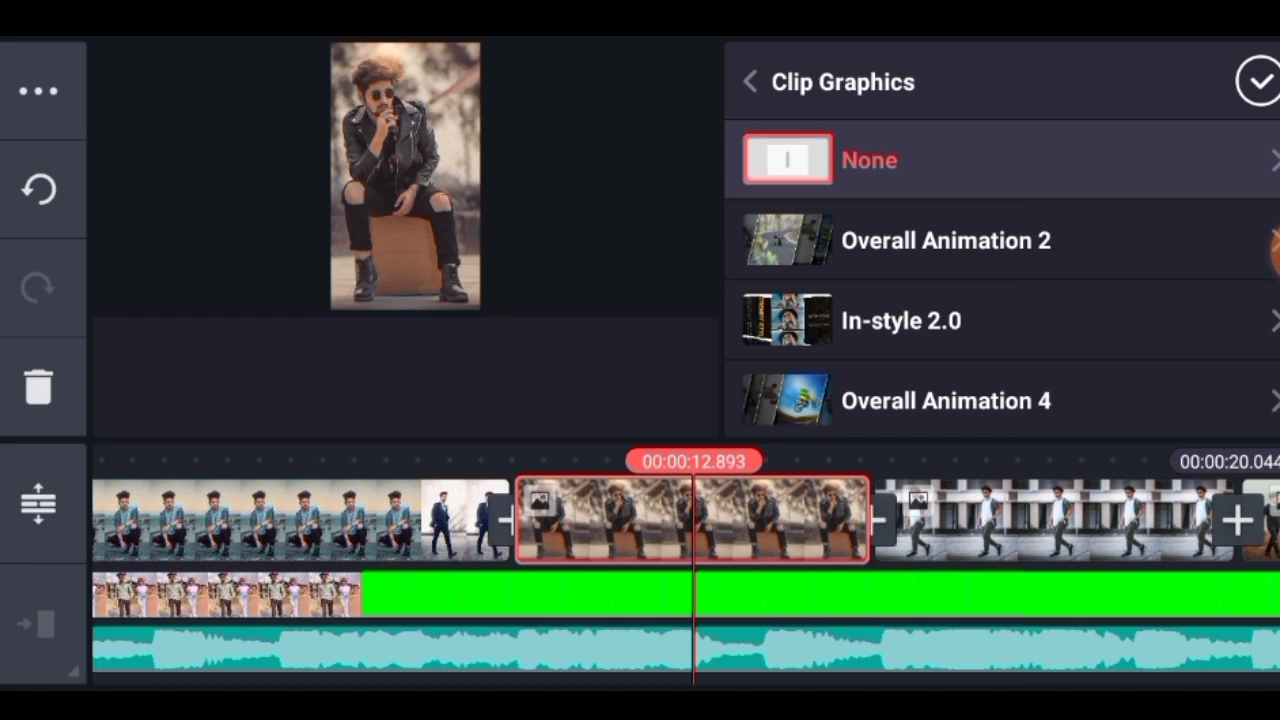 Clip Graphics
None
Overall Animation 2
In-style 2.0
Overall Animation 4
00:00:12.893
00:00:20.044